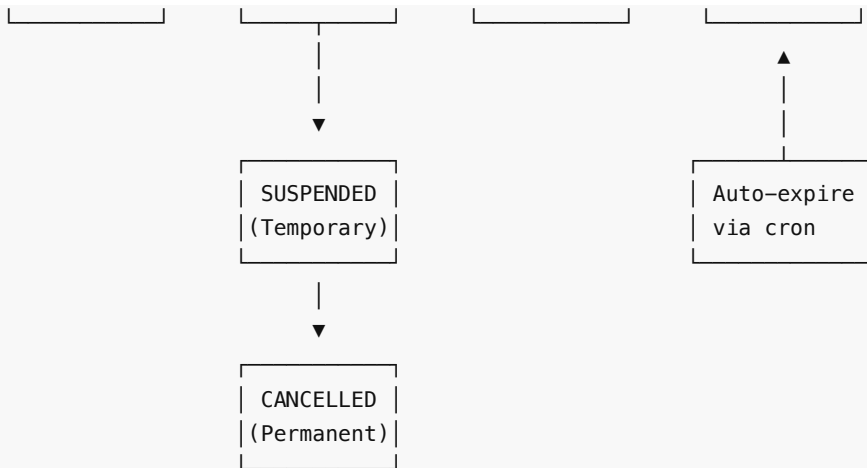 SUSPENDED
Auto-expire
(Temporary)
via cron
CANCELLED
(Permanent)